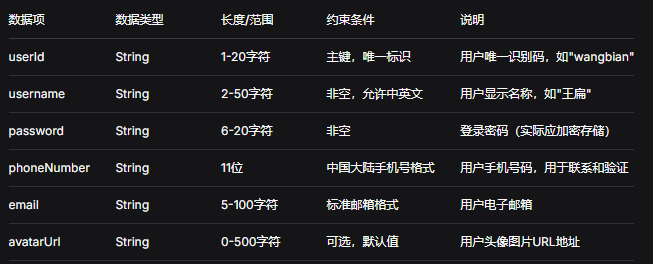 数据项 数据类型 长度/范围 约束条件 说明
userId String 1-20字符 主键，唯一标识 用户唯一识别码，如"wangbian"
username String 2-50字符 非空，允许中英文 用户显示名称，如"王扁"
password String 6-20字符 非空 登录密码（实际应加密存储）
phoneNumber String 11位 中国大陆手机号格式 用户手机号码，用于联系和验证
email String 5-100字符 标准邮箱格式 用户电子邮箱
avatarUrl String 0-500字符 可选，默认值 用户头像图片URL地址